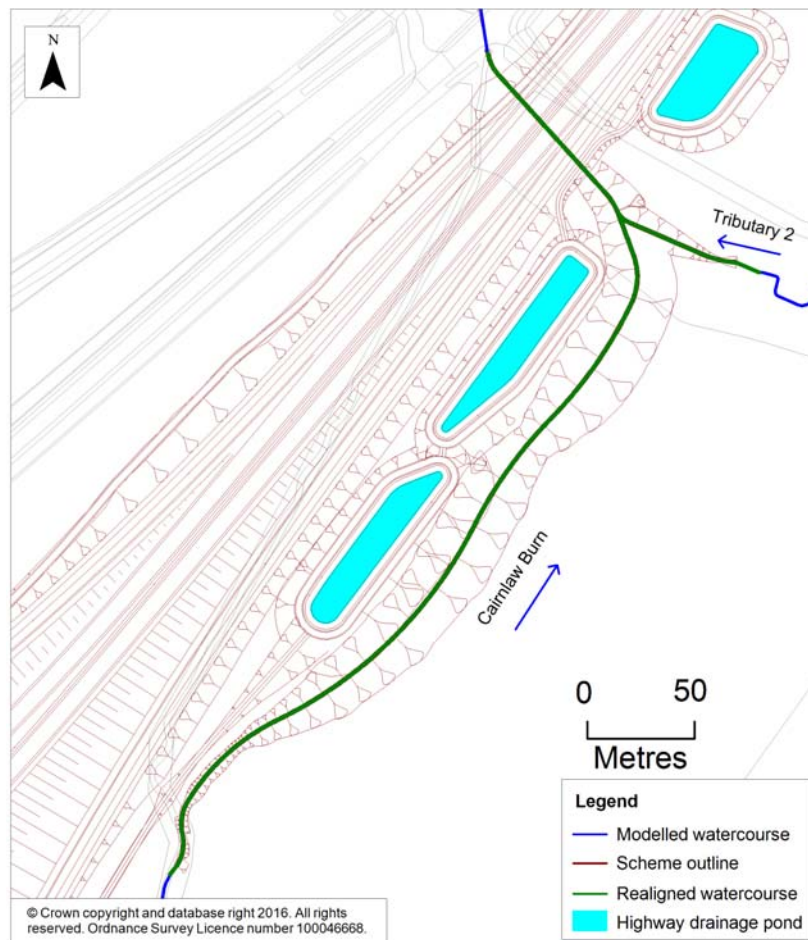 N
Tributary 2
Cairnlaw Burn
0 50
Metres
Legend
Modelled watercourse
Scheme outline
Realigned watercourse
Highway drainage pond
© Crown copyright and database right 2016. All rights
reserved. Ordnance Survey Licence number 100046668.